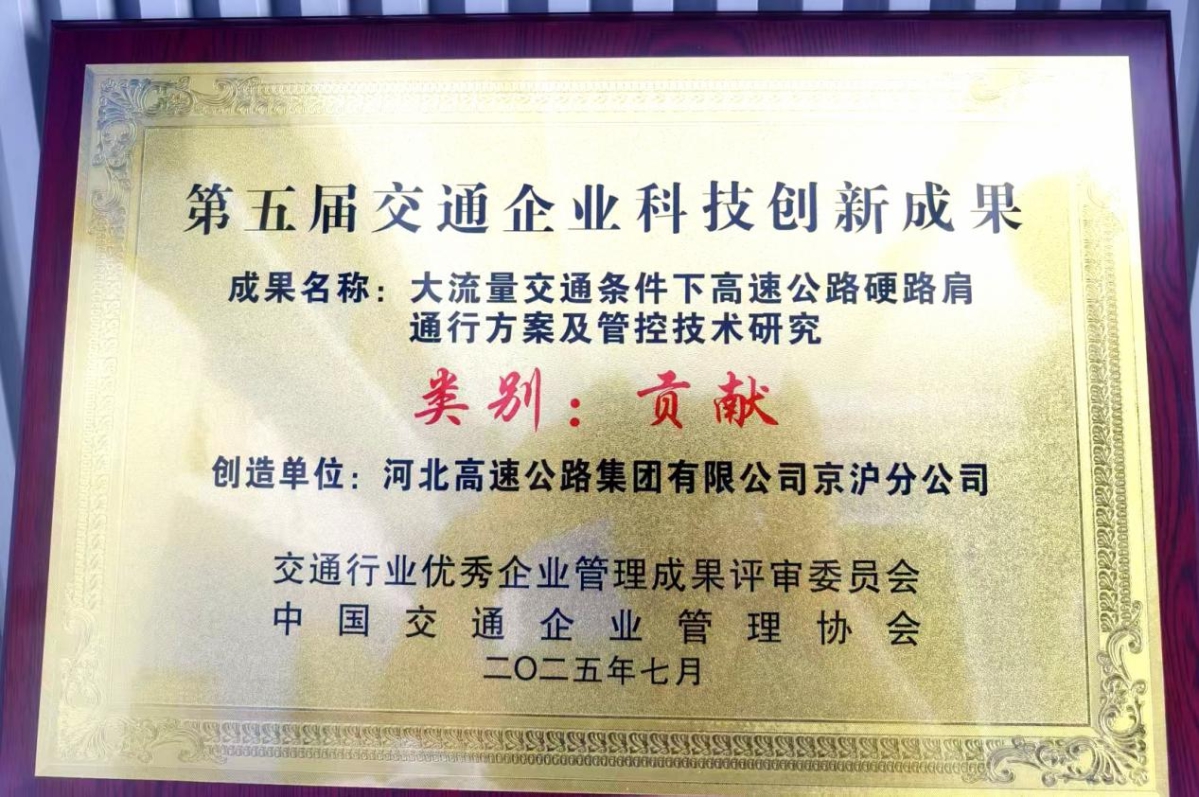 第五届交通企业科技创新成果
成果名称：大流量交通条件下高速公路硬路肩
通行方案及管控技术研究
类别：贡献
创造单位：河北高速公路集团有限公司京沪分公司
交通行业优秀企业管理成果评审委员会
中国交通企业管理协会
二〇二五年七月